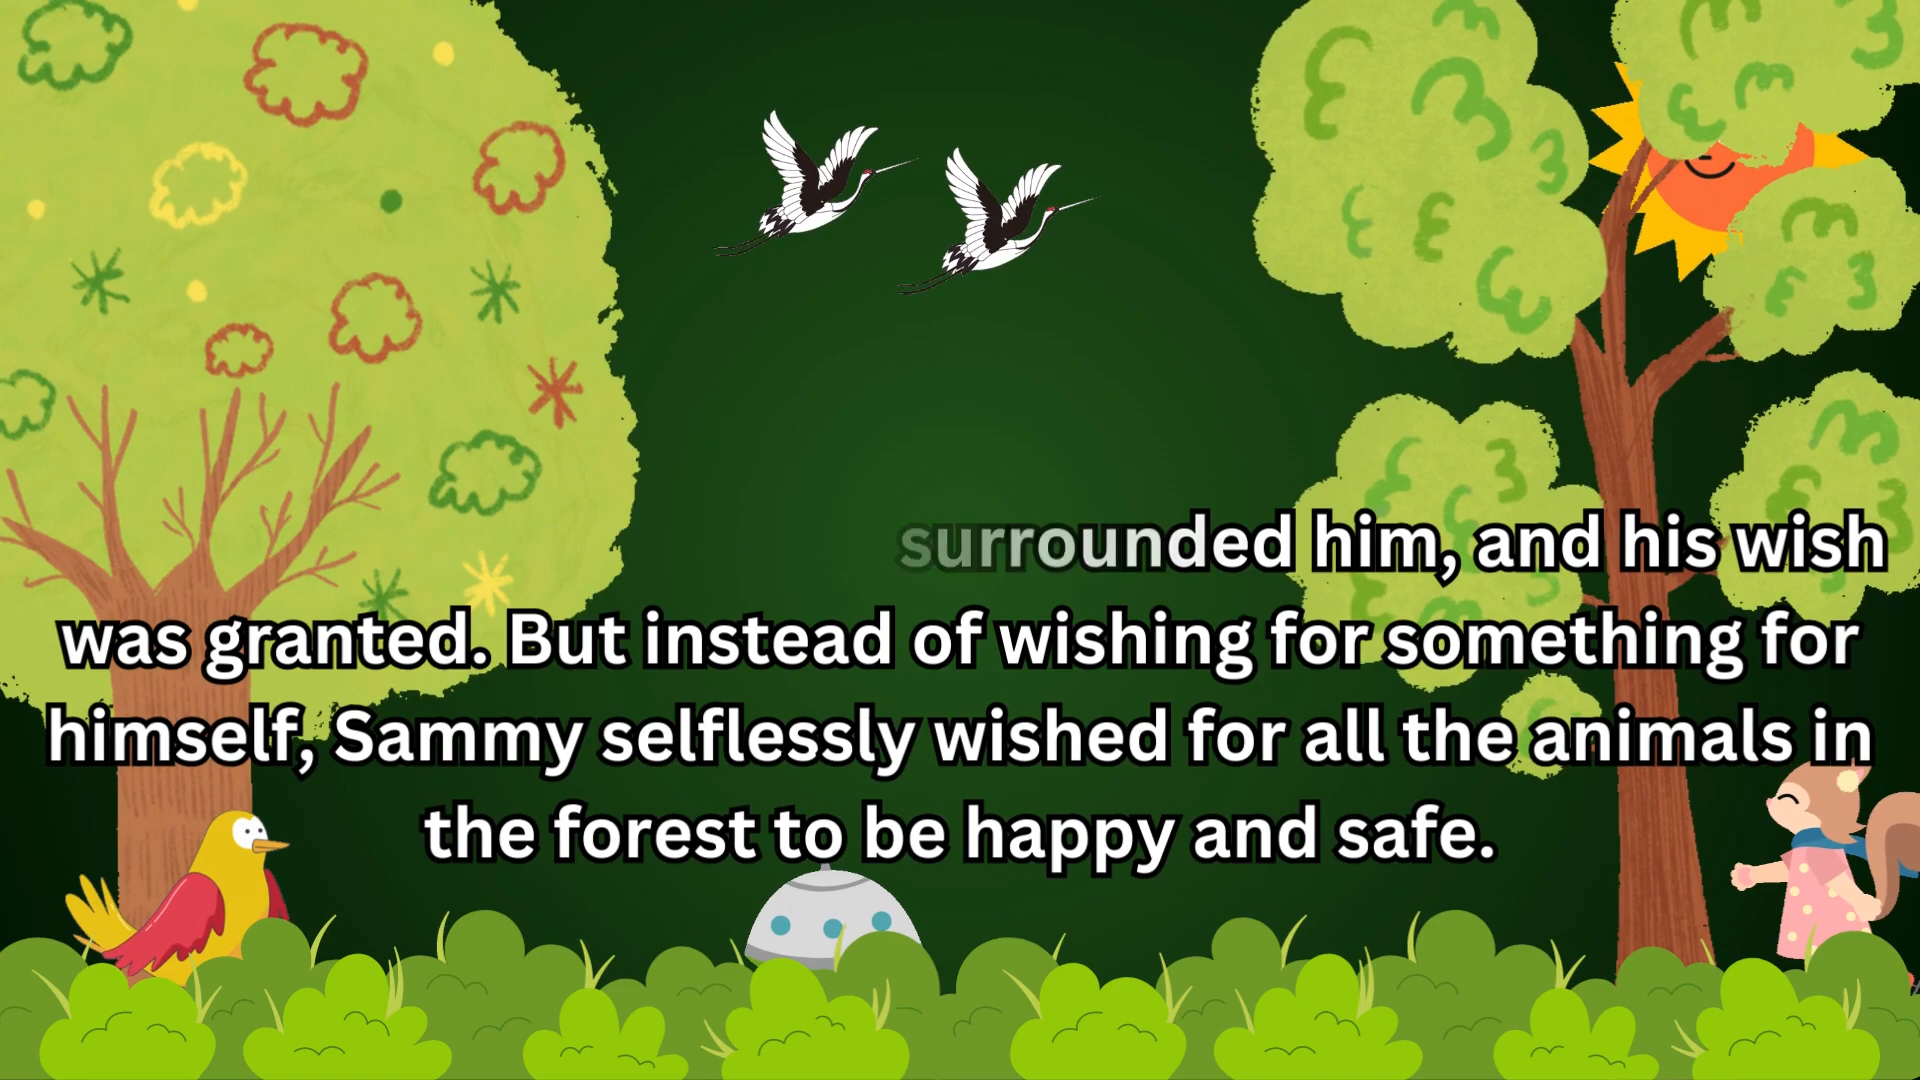 surrounded him, and his wish
was granted. But instead of wishing for something for
himself, Sammy selflessly wished for all the animals in
the forest to be happy and safe.